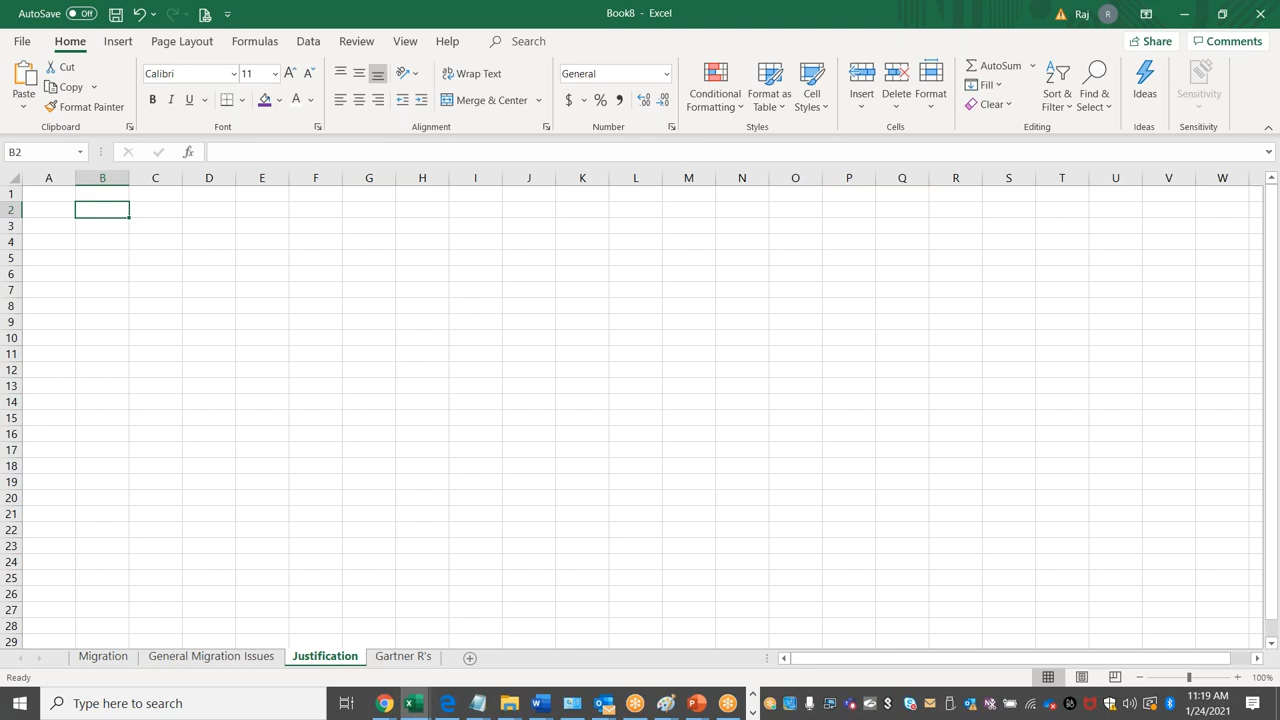 AutoSave Off Book8 - Excel Raj R
File Home Insert Page Layout Formulas Data Review View Help Search Share Comments
Paste Cut Copy Format Painter Clipboard
Calibri 11 B I U A Font
Wrap Text Merge & Center Alignment
General $ % , Number
Conditional Formatting Format as Table Cell Styles Styles
Insert Delete Format Cells
AutoSum Fill Clear Sort & Filter Find & Select Editing
Ideas Ideas
Sensitivity Sensitivity
B2 fx
A B C D E F G H I J K L M N O P Q R S T U V W
1
2
3
4
5
6
7
8
9
10
11
12
13
14
15
16
17
18
19
20
21
22
23
24
25
26
27
28
29
Migration General Migration Issues Justification Gartner R's
Ready 100%
Type here to search 11:19 AM
1/24/2021